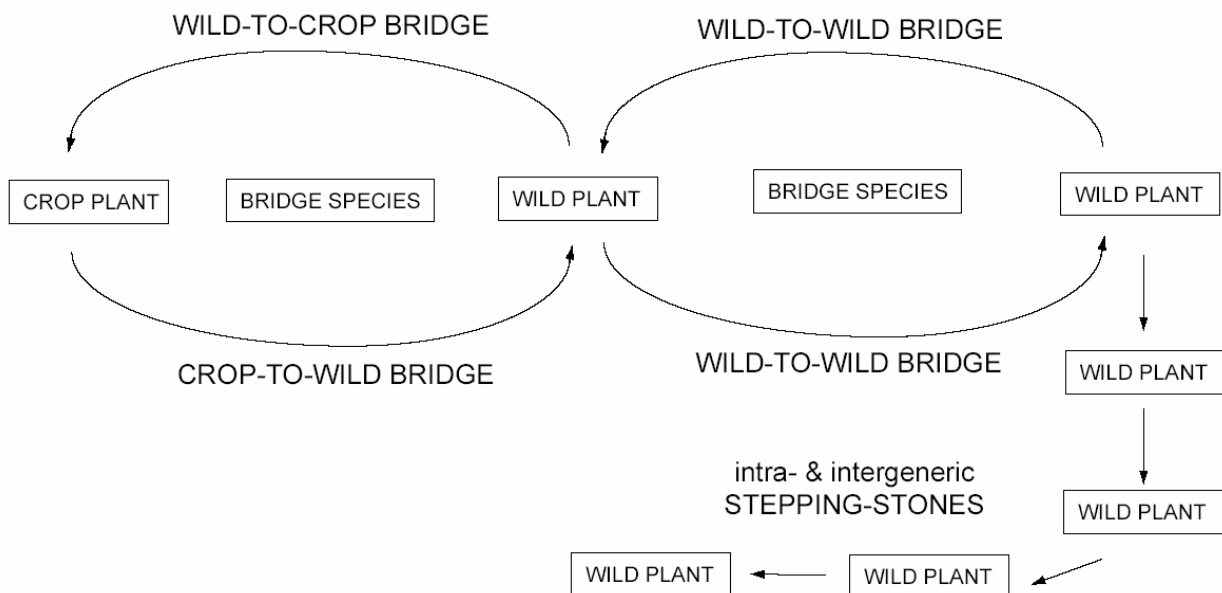 WILD-TO-CROP BRIDGE
WILD-TO-WILD BRIDGE
CROP PLANT
BRIDGE SPECIES
WILD PLANT
BRIDGE SPECIES
WILD PLANT
CROP-TO-WILD BRIDGE
WILD-TO-WILD BRIDGE
WILD PLANT
intra- & intergeneric
STEPPING-STONES
WILD PLANT
WILD PLANT
WILD PLANT